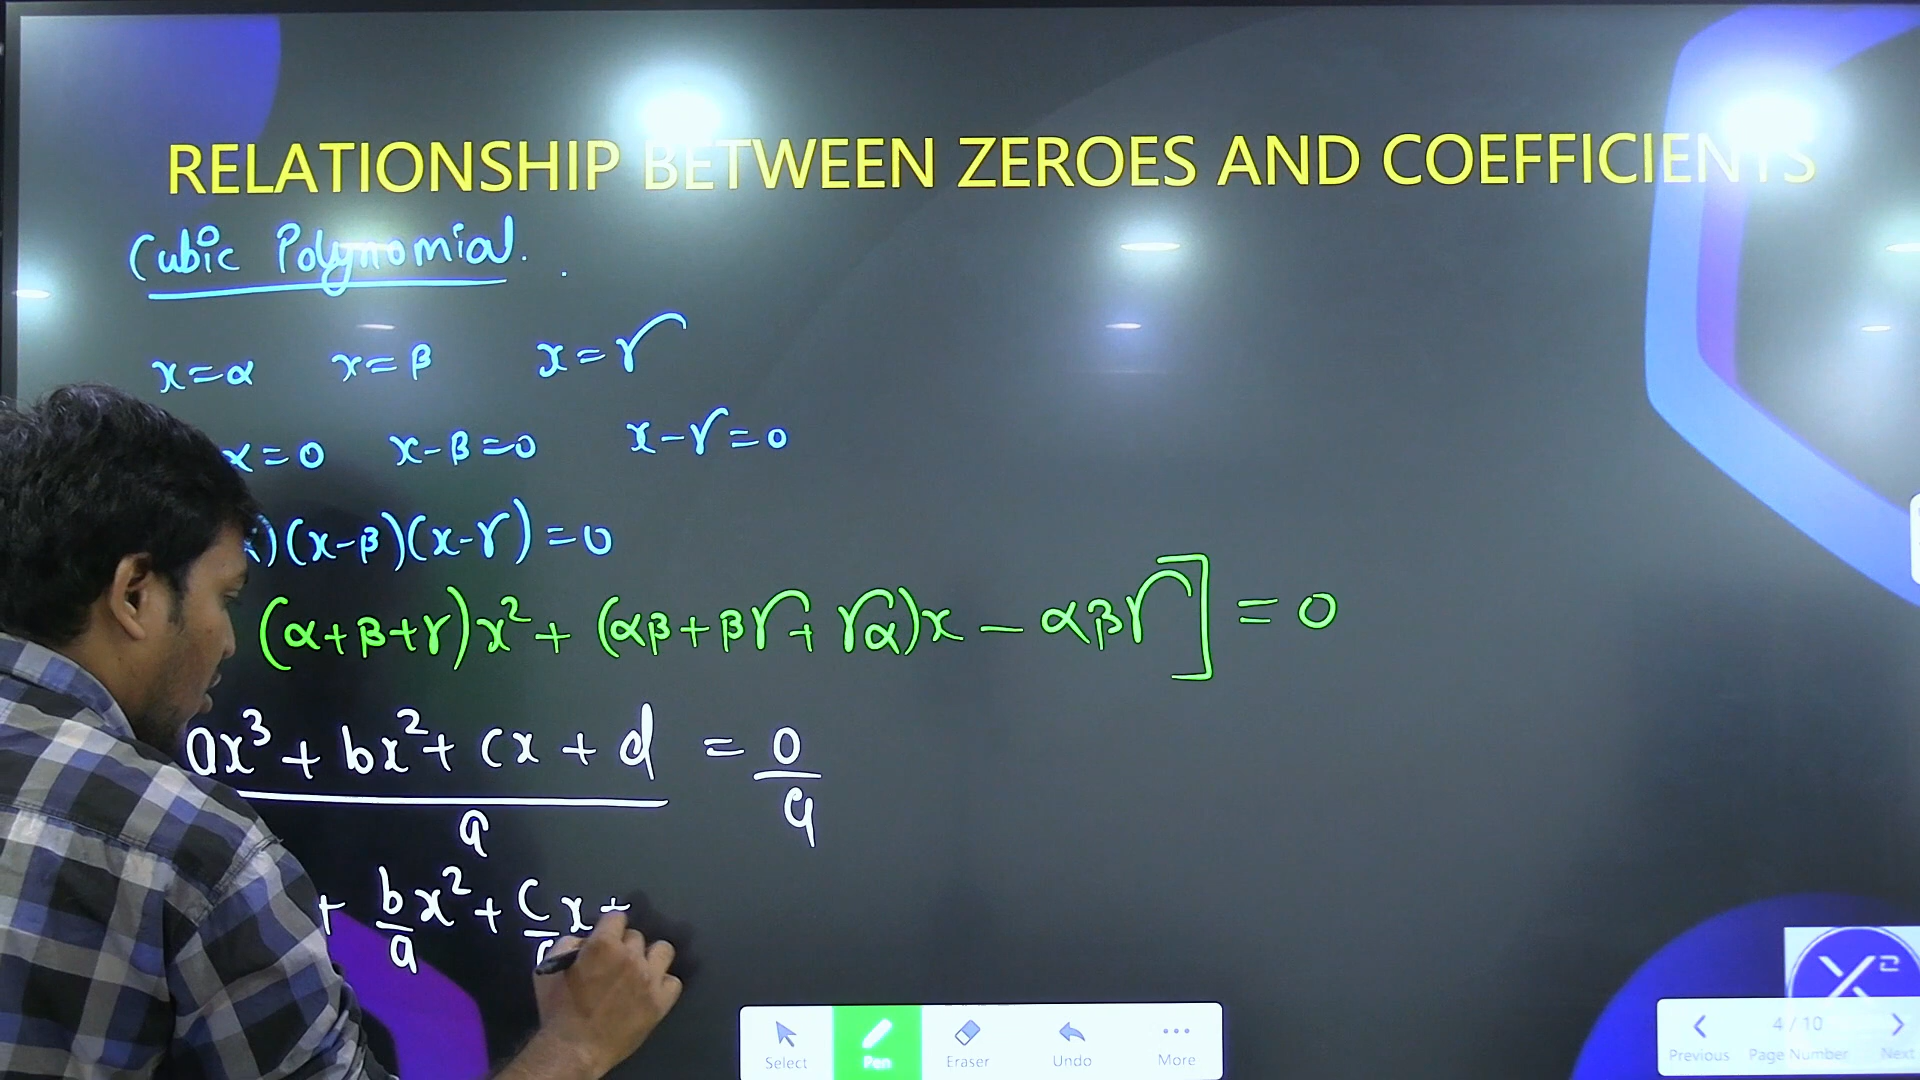 RELATIONSHIP BETWEEN ZEROES AND COEFFICIENTS
Cubic Polynomial.
x=α x=β x=γ
α=0 x-β=0 x-γ=0
)(x-β)(x-γ)=0
(α+β+γ)x²+(αβ+βγ+γα)x-αβγ]=0
ax³+bx²+cx+d = 0
a a
+ b/a x² + c/a x +
Select Pen Eraser Undo More
4 / 10
Previous Page Number Next
X²